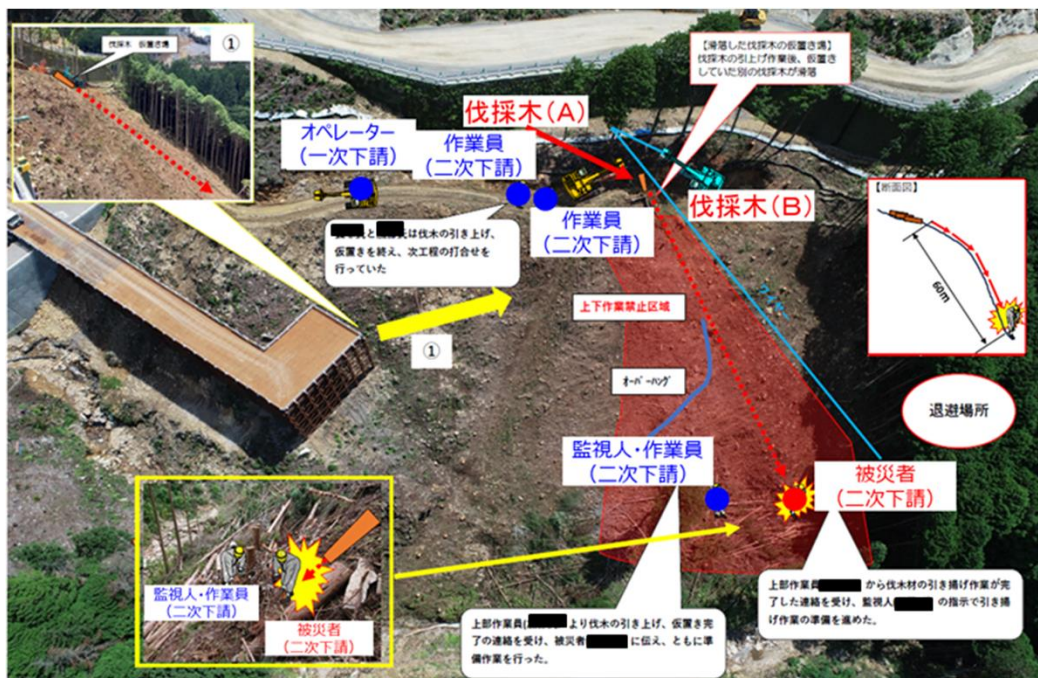 伐採木 仮置き場
①
【滑落した伐採木の仮置き場】
伐採木の引上げ作業後、仮置き
していた別の伐採木が滑落
伐採木(A)
オペレーター
(一次下請)
作業員
(二次下請)
作業員
(二次下請)
伐採木(B)
【断面図】
60m
は伐木の引き上げ、
仮置きを終え、次工程の打合せを
行っていた
上下作業禁止区域
ワイヤー
①
オーバーハング
退避場所
監視人・作業員
(二次下請)
被災者
(二次下請)
監視人・作業員
(二次下請)
被災者
(二次下請)
上部作業員 より伐木の引き上げ、仮置き完
了の連絡を受け、被災者 に伝え、ともに準
備作業を行った。
上部作業員 から伐木材の引き揚げ作業が完
了した連絡を受け、監視人 の指示で引き揚
げ作業の準備を進めた。